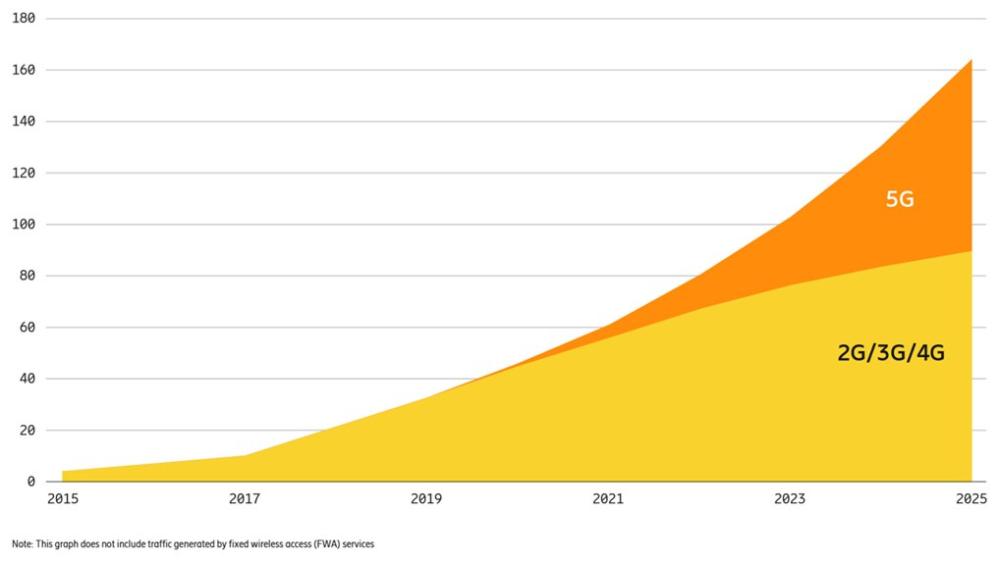 180
160
140
120
100
5G
80
60
2G/3G/4G
40
20
0
2015 2017 2019 2021 2023 2025
Note: This graph does not include traffic generated by fixed wireless access (FWA) services